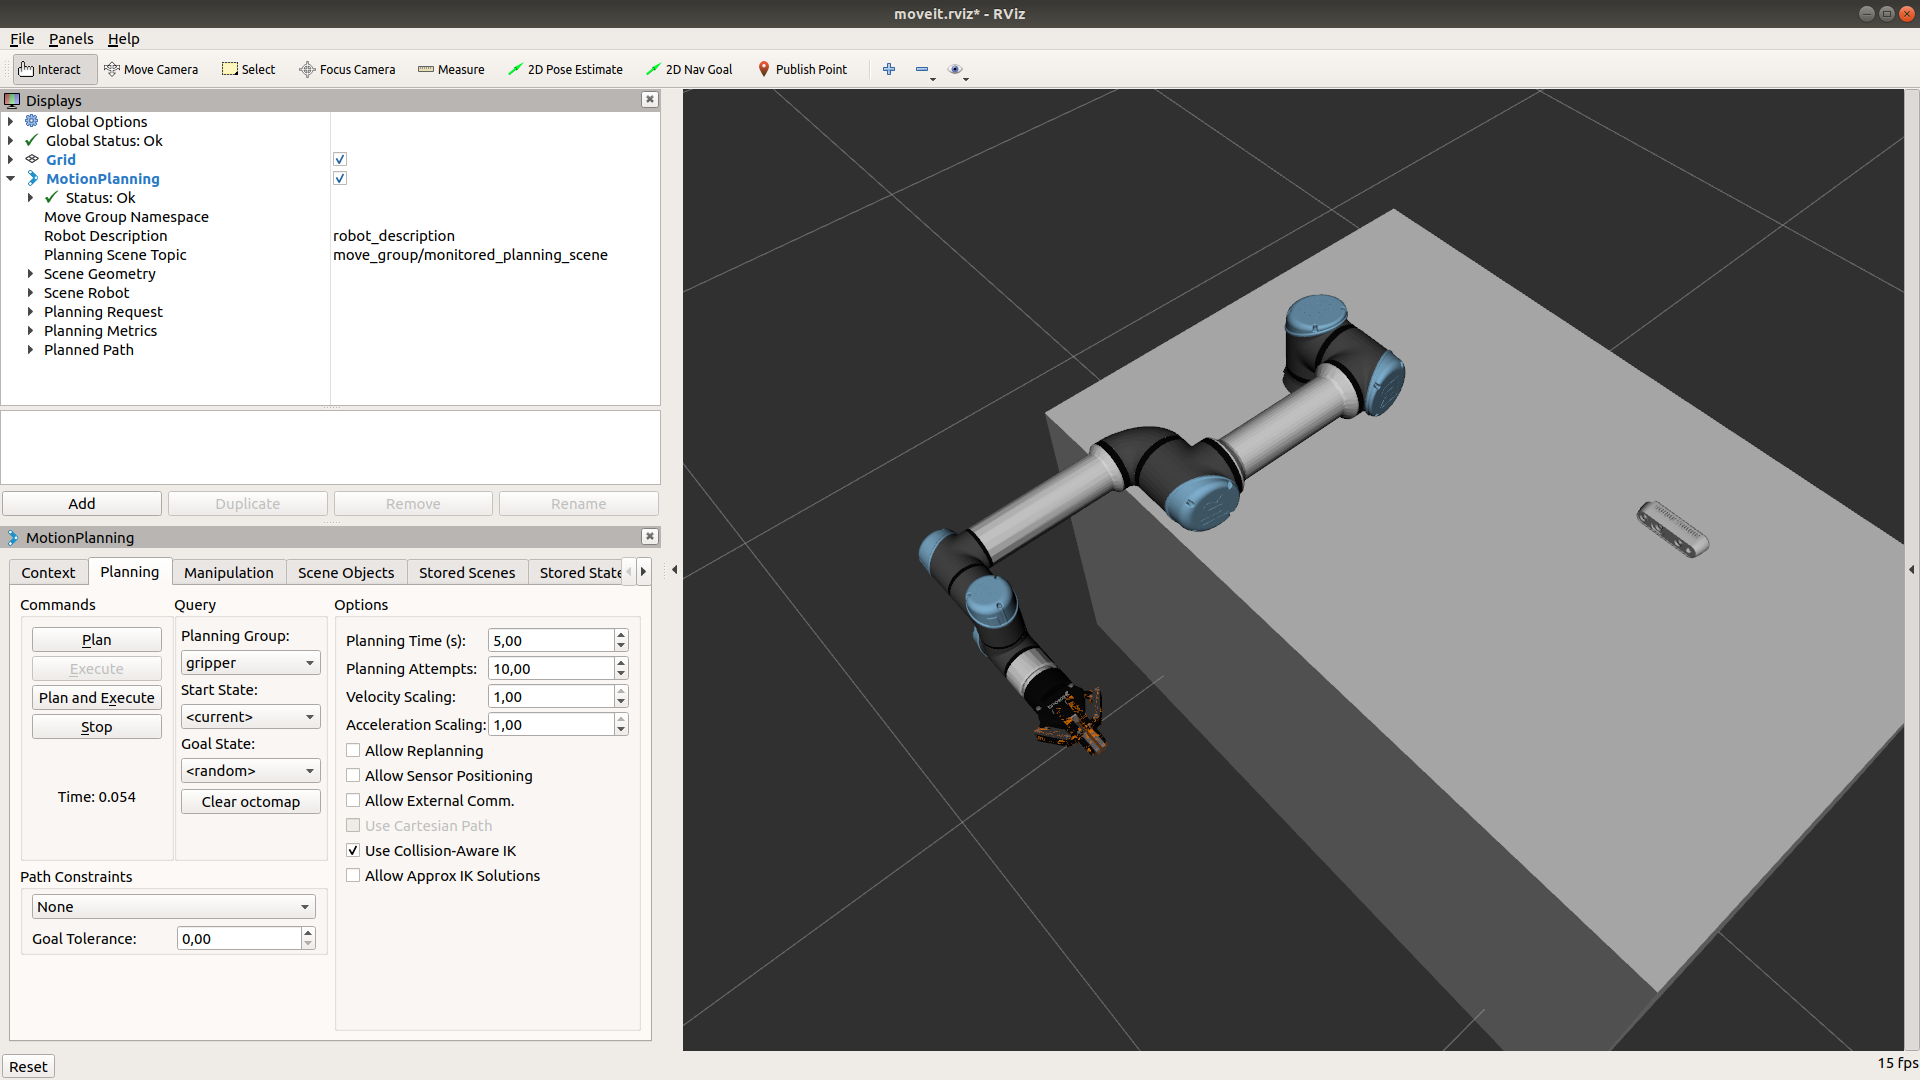 moveit.rviz* - RViz
File Panels Help
Interact Move Camera Select Focus Camera Measure 2D Pose Estimate 2D Nav Goal Publish Point
Displays
Global Options
Global Status: Ok
Grid
MotionPlanning
Status: Ok
Move Group Namespace
Robot Description robot_description
Planning Scene Topic move_group/monitored_planning_scene
Scene Geometry
Scene Robot
Planning Request
Planning Metrics
Planned Path
Add Duplicate Remove Rename
MotionPlanning
Context Planning Manipulation Scene Objects Stored Scenes Stored State
Commands Query Options
Plan
Execute
Plan and Execute
Stop
Time: 0.054
Planning Group:
gripper
Start State:
<current>
Goal State:
<random>
Clear octomap
Planning Time (s): 5,00
Planning Attempts: 10,00
Velocity Scaling: 1,00
Acceleration Scaling: 1,00
Allow Replanning
Allow Sensor Positioning
Allow External Comm.
Use Cartesian Path
Use Collision-Aware IK
Allow Approx IK Solutions
Path Constraints
None
Goal Tolerance: 0,00
Reset
15 fps